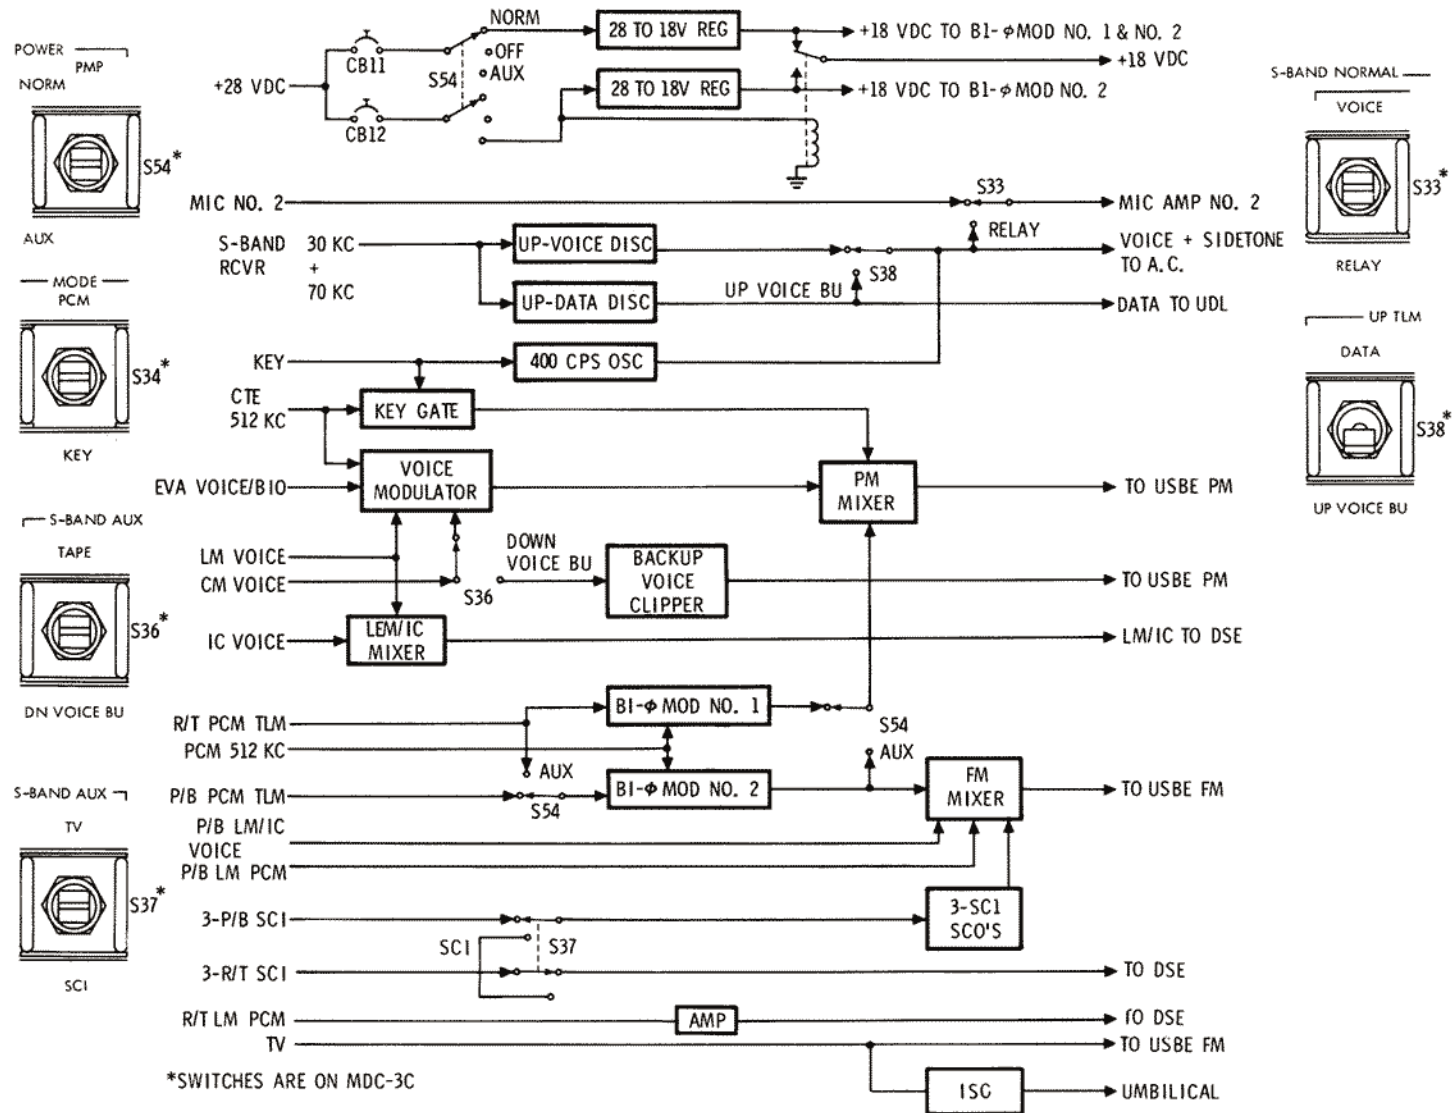 POWER
PMP
NORM
S54*
AUX
MODE
PCM
S34*
KEY
S-BAND AUX
TAPE
S36*
DN VOICE BU
S-BAND AUX
TV
S37*
SCI
+28 VDC
CB11
CB12
S54
NORM
OFF
AUX
28 TO 18V REG
28 TO 18V REG
+18 VDC TO BI-φMOD NO. 1 & NO. 2
+18 VDC
+18 VDC TO BI-φMOD NO. 2
MIC NO. 2
S33
MIC AMP NO. 2
S-BAND
RCVR
30 KC
+
70 KC
UP-VOICE DISC
RELAY
VOICE + SIDETONE
TO A.C.
S38
UP-DATA DISC
UP VOICE BU
DATA TO UDL
KEY
400 CPS OSC
CTE
512 KC
KEY GATE
EVA VOICE/BIO
VOICE
MODULATOR
PM
MIXER
TO USBE PM
LM VOICE
CM VOICE
S36
DOWN
VOICE BU
BACKUP
VOICE
CLIPPER
TO USBE PM
IC VOICE
LEM/IC
MIXER
LM/IC TO DSE
R/T PCM TLM
BI-φ MOD NO. 1
S54
AUX
PCM 512 KC
AUX
P/B PCM TLM
S54
BI-φ MOD NO. 2
FM
MIXER
TO USBE FM
P/B LM/IC
VOICE
P/B LM PCM
3-P/B SCI
3-SCI
SCO'S
SCI
S37
3-R/T SCI
TO DSE
R/T LM PCM
AMP
TO DSE
TV
TO USBE FM
ISO
UMBILICAL
*SWITCHES ARE ON MDC-3C
S-BAND NORMAL
VOICE
S33*
RELAY
UP TLM
DATA
S38*
UP VOICE BU